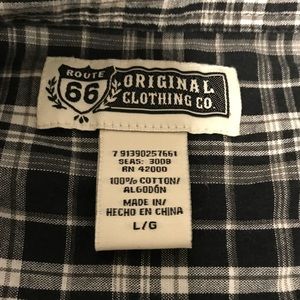 ROUTE
66
ORIGINAL
CLOTHING CO.
7 91390257661
SEAS: 3008
RN 42000
100% COTTON/
ALGODÓN
MADE IN/
HECHO EN CHINA
L/G